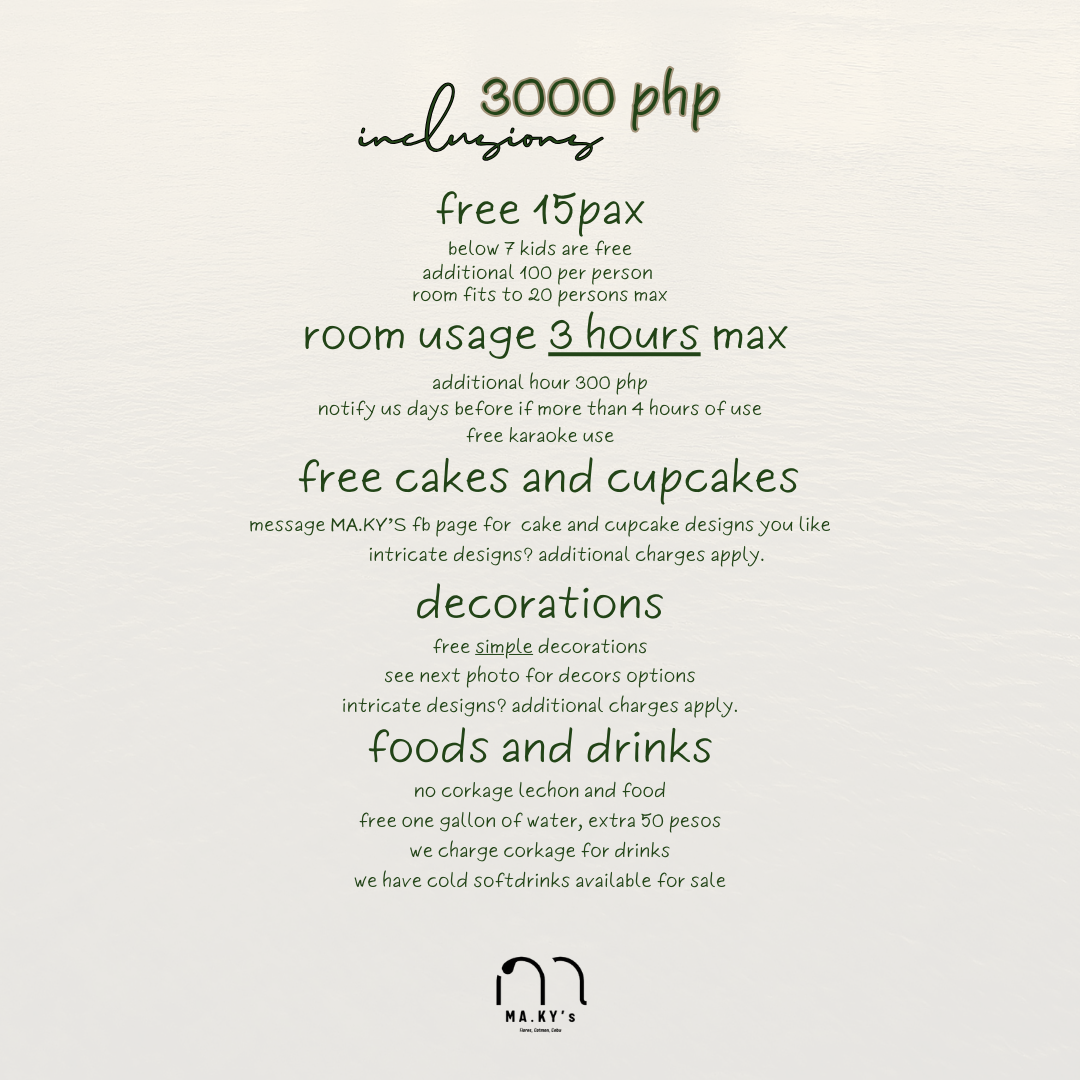 3000 php
inclusions
free 15pax
below 7 kids are free
additional 100 per person
room fits to 20 persons max
room usage 3 hours max
additional hour 300 php
notify us days before if more than 4 hours of use
free karaoke use
free cakes and cupcakes
message MA.KY'S fb page for  cake and cupcake designs you like
intricate designs? additional charges apply.
decorations
free simple decorations
see next photo for decors options
intricate designs? additional charges apply.
foods and drinks
no corkage lechon and food
free one gallon of water, extra 50 pesos
we charge corkage for drinks
we have cold softdrinks available for sale
MA.KY's
Flores, Catmon, Cebu